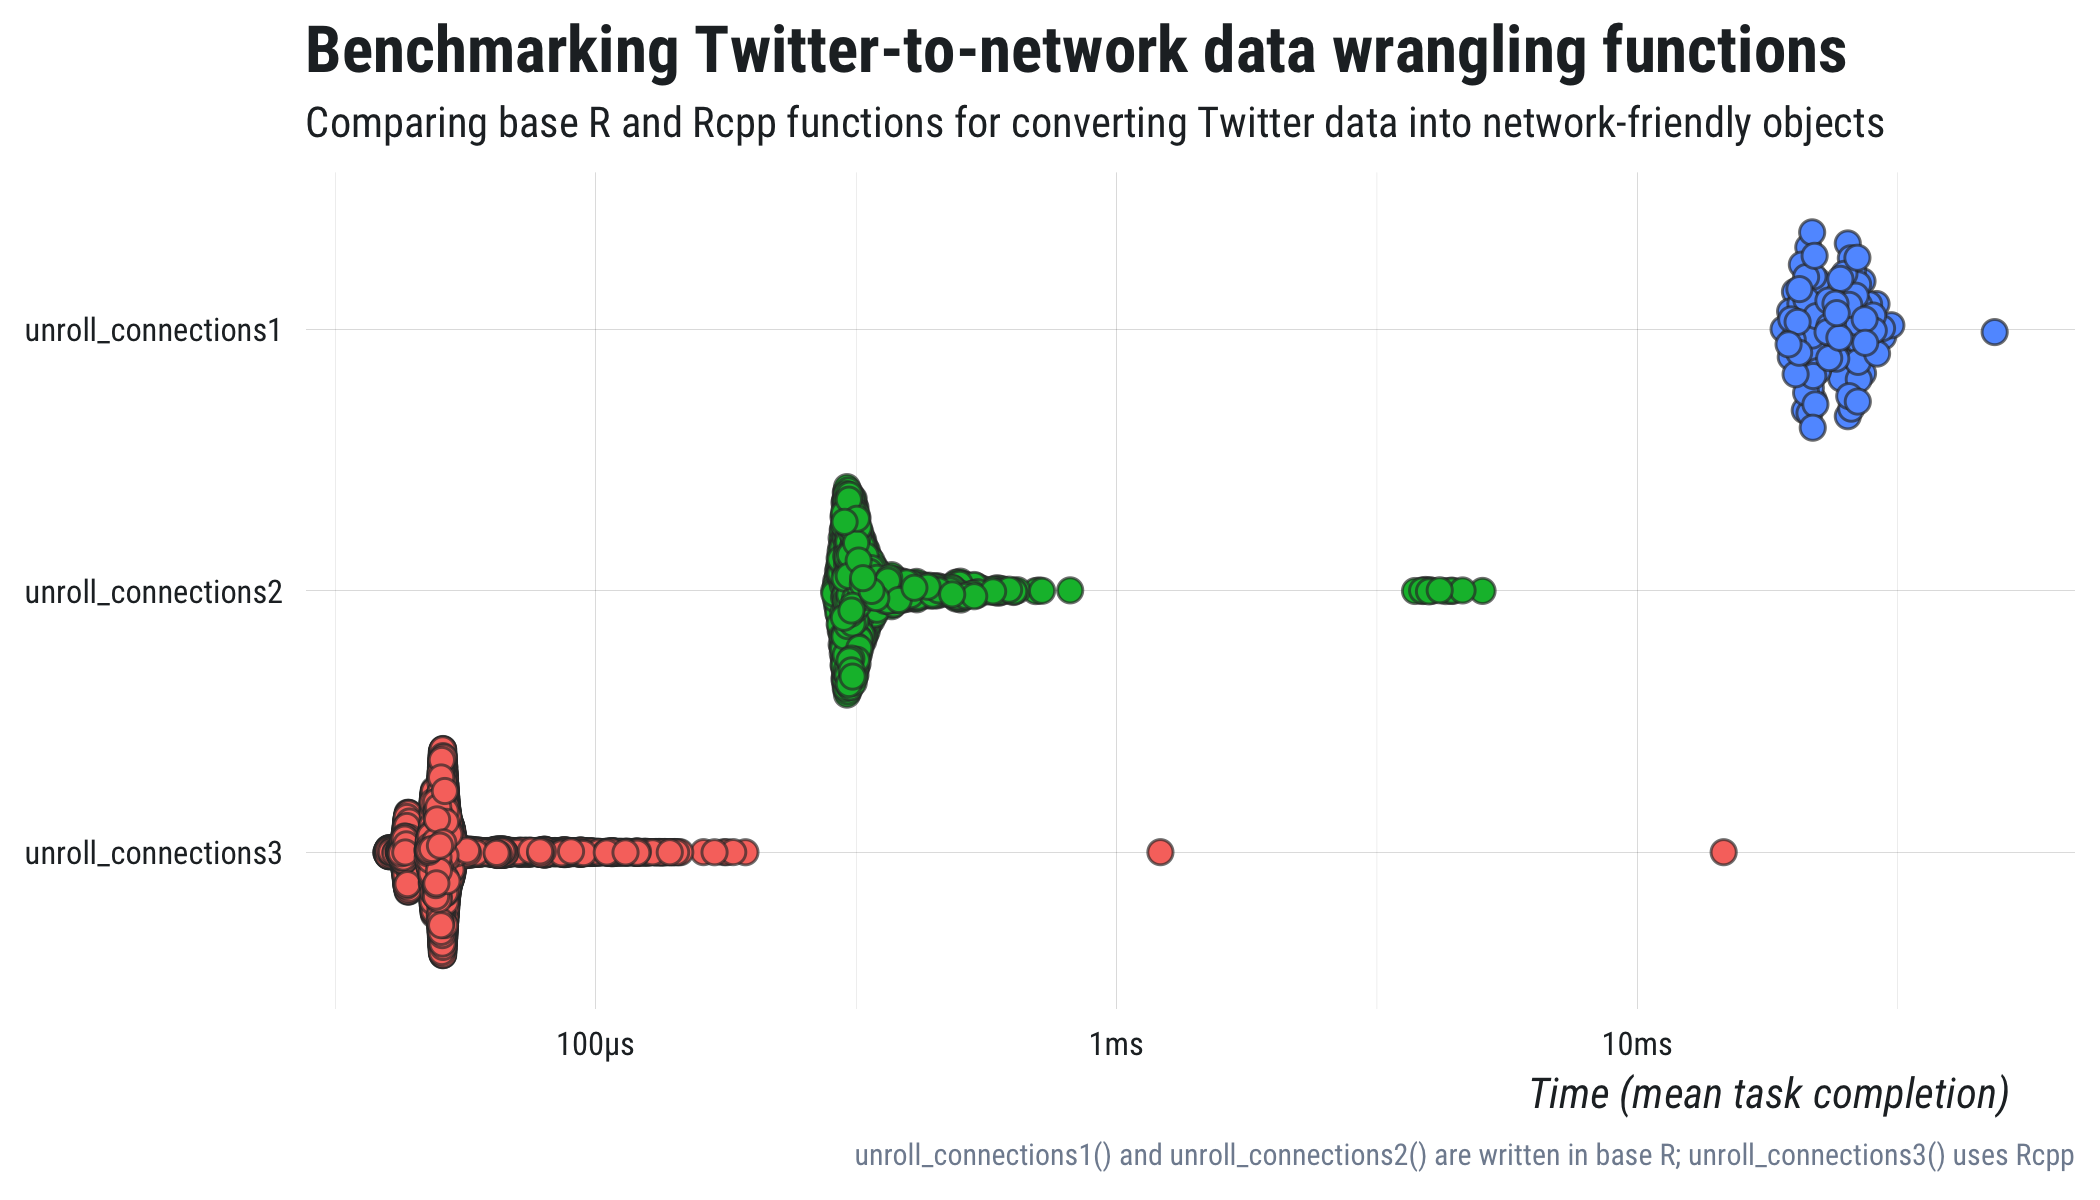 Benchmarking Twitter-to-network data wrangling functions
Comparing base R and Rcpp functions for converting Twitter data into network-friendly objects
unroll_connections1
unroll_connections2
unroll_connections3
100µs 1ms 10ms
Time (mean task completion)
unroll_connections1() and unroll_connections2() are written in base R; unroll_connections3() uses Rcpp